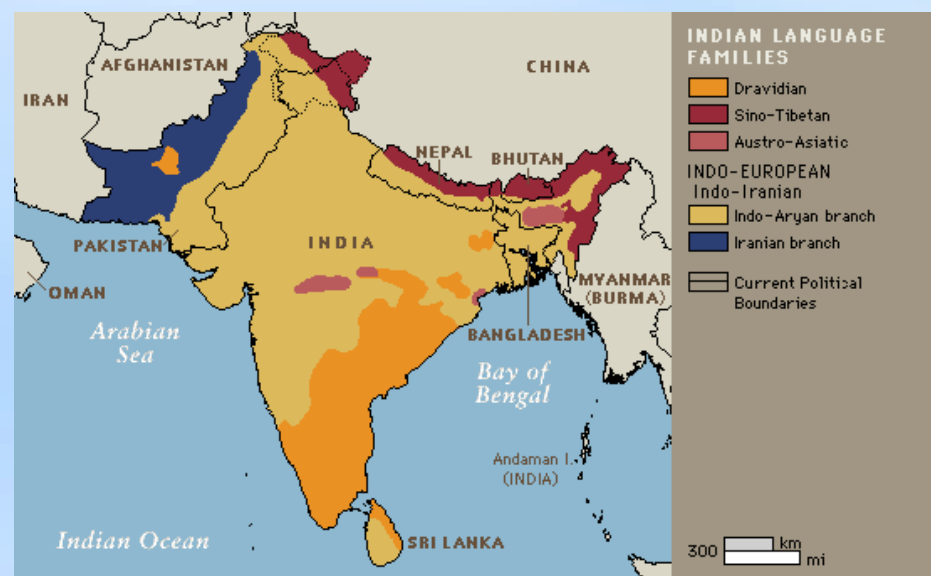 INDIAN LANGUAGE
FAMILIES
Dravidian
Sino-Tibetan
Austro-Asiatic
INDO-EUROPEAN
Indo-Iranian
Indo-Aryan branch
Iranian branch
Current Political
Boundaries
300 km
mi
AFGHANISTAN
CHINA
IRAN
NEPAL
BHUTAN
PAKISTAN
INDIA
OMAN
MYANMAR
(BURMA)
BANGLADESH
Arabian
Sea
Bay of
Bengal
Andaman I.
(INDIA)
Indian Ocean
SRI LANKA